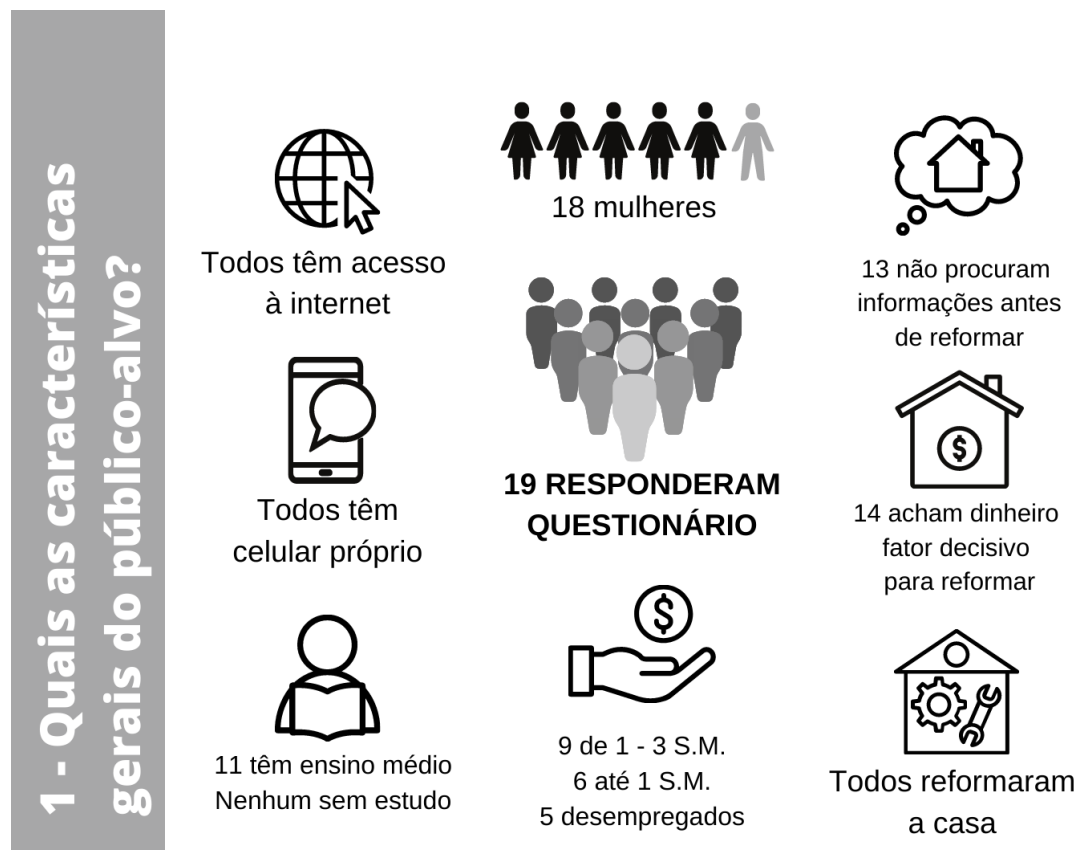 1 - Quais as características
gerais do público-alvo?
Todos têm acesso
à internet
Todos têm
celular próprio
11 têm ensino médio
Nenhum sem estudo
18 mulheres
19 RESPONDERAM
QUESTIONÁRIO
$
9 de 1 - 3 S.M.
6 até 1 S.M.
5 desempregados
13 não procuram
informações antes
de reformar
$
14 acham dinheiro
fator decisivo
para reformar
Todos reformaram
a casa